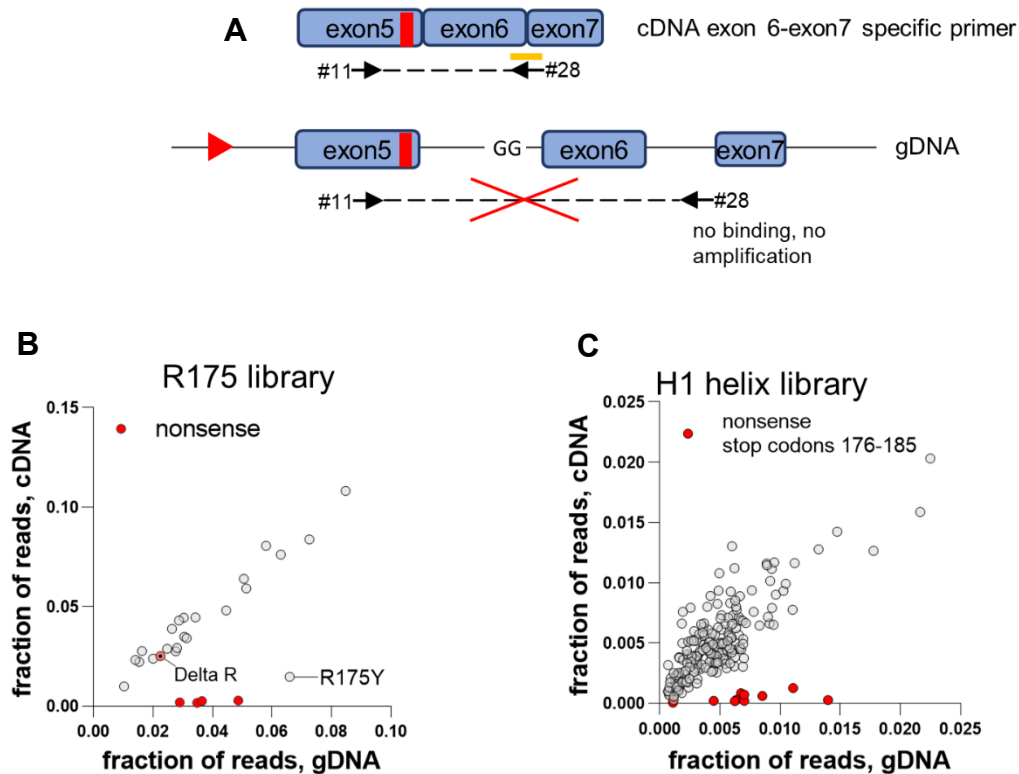 A
exon5 exon6 exon7 cDNA exon 6-exon7 specific primer
#11 #28
exon5 GG exon6 exon7 gDNA
#11 #28
no binding, no
amplification
B
R175 library
nonsense
fraction of reads, cDNA
0.15
0.10
0.05
0.00
Delta R
R175Y
0.00 0.02 0.04 0.06 0.08 0.10
fraction of reads, gDNA
C
H1 helix library
nonsense
stop codons 176-185
fraction of reads, cDNA
0.025
0.020
0.015
0.010
0.005
0.000
0.000 0.005 0.010 0.015 0.020 0.025
fraction of reads, gDNA